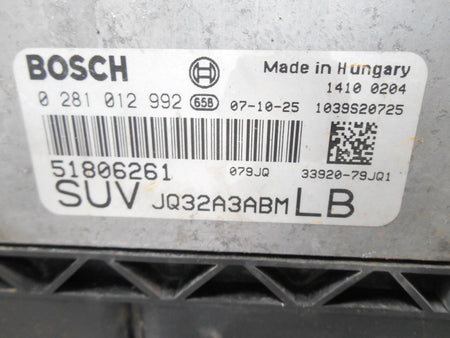 BOSCH Made in Hungary
1410 0204
0 281 012 992 65B 07-10-25 1039S20725
51806261 079JQ 33920-79JQ1
SUV JQ32A3ABM LB